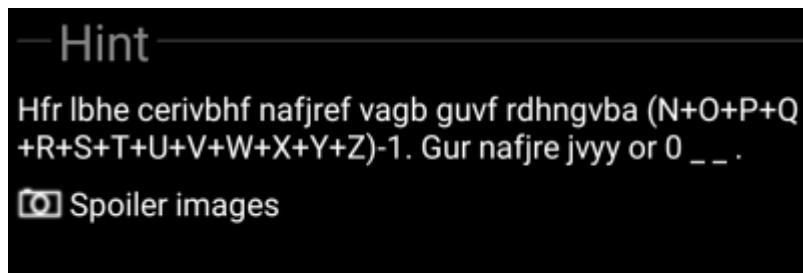 Hint
Hfr lbhe cerivbhf nafjref vagb guvf rdhngvba (N+O+P+Q
+R+S+T+U+V+W+X+Y+Z)-1. Gur nafjre jvyy or 0 _ _ .
Spoiler images